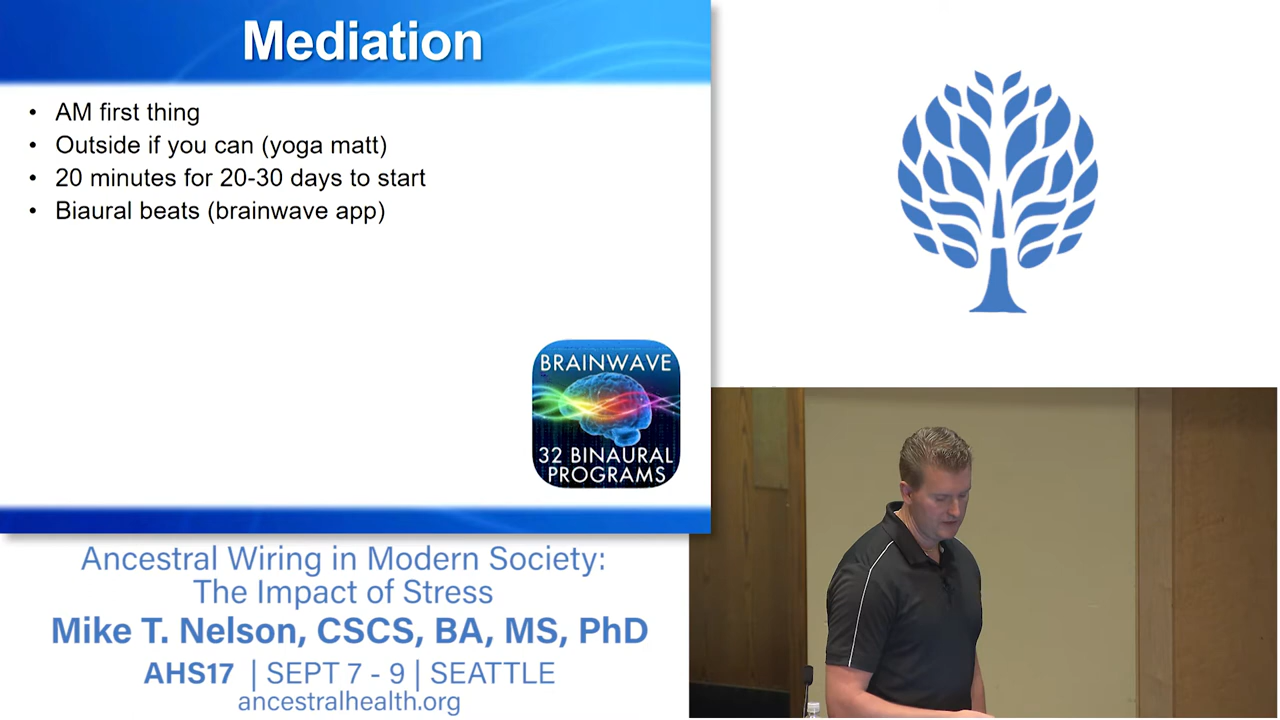 Mediation
• AM first thing
• Outside if you can (yoga matt)
• 20 minutes for 20-30 days to start
• Biaural beats (brainwave app)
BRAINWAVE
32 BINAURAL
PROGRAMS
Ancestral Wiring in Modern Society:
The Impact of Stress
Mike T. Nelson, CSCS, BA, MS, PhD
AHS17 | SEPT 7 - 9 | SEATTLE
ancestralhealth.org